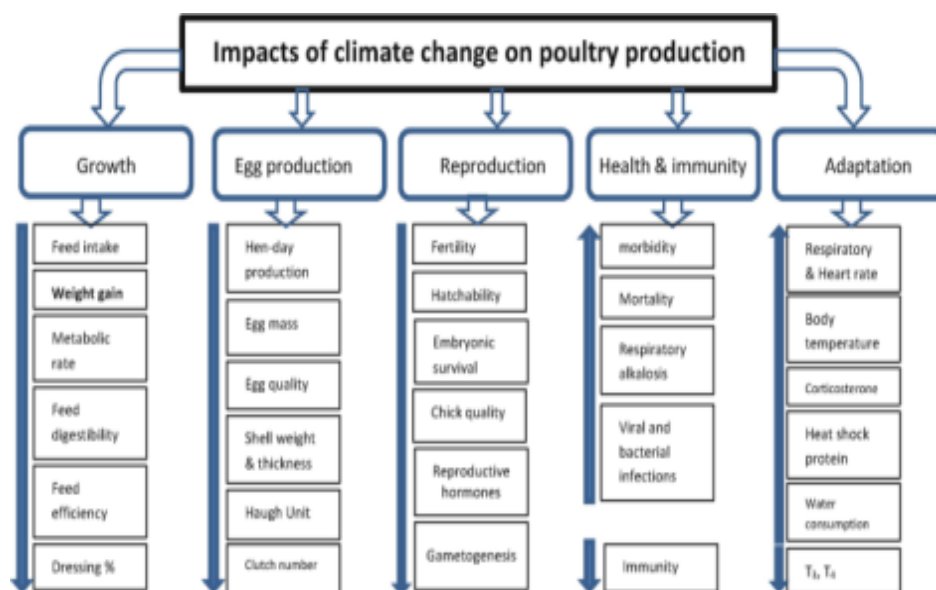 Impacts of climate change on poultry production
Growth
Egg production
Reproduction
Health & immunity
Adaptation
Feed intake
Weight gain
Metabolic
rate
Feed
digestibility
Feed
efficiency
Dressing %
Hen-day
production
Egg mass
Egg quality
Shell weight
& thickness
Haugh Unit
Clutch number
Fertility
Hatchability
Embryonic
survival
Chick quality
Reproductive
hormones
Gametogenesis
morbidity
Mortality
Respiratory
alkalosis
Viral and
bacterial
infections
Immunity
Respiratory
& Heart rate
Body
temperature
Corticosterone
Heat shock
protein
Water
consumption
T₃, T₄